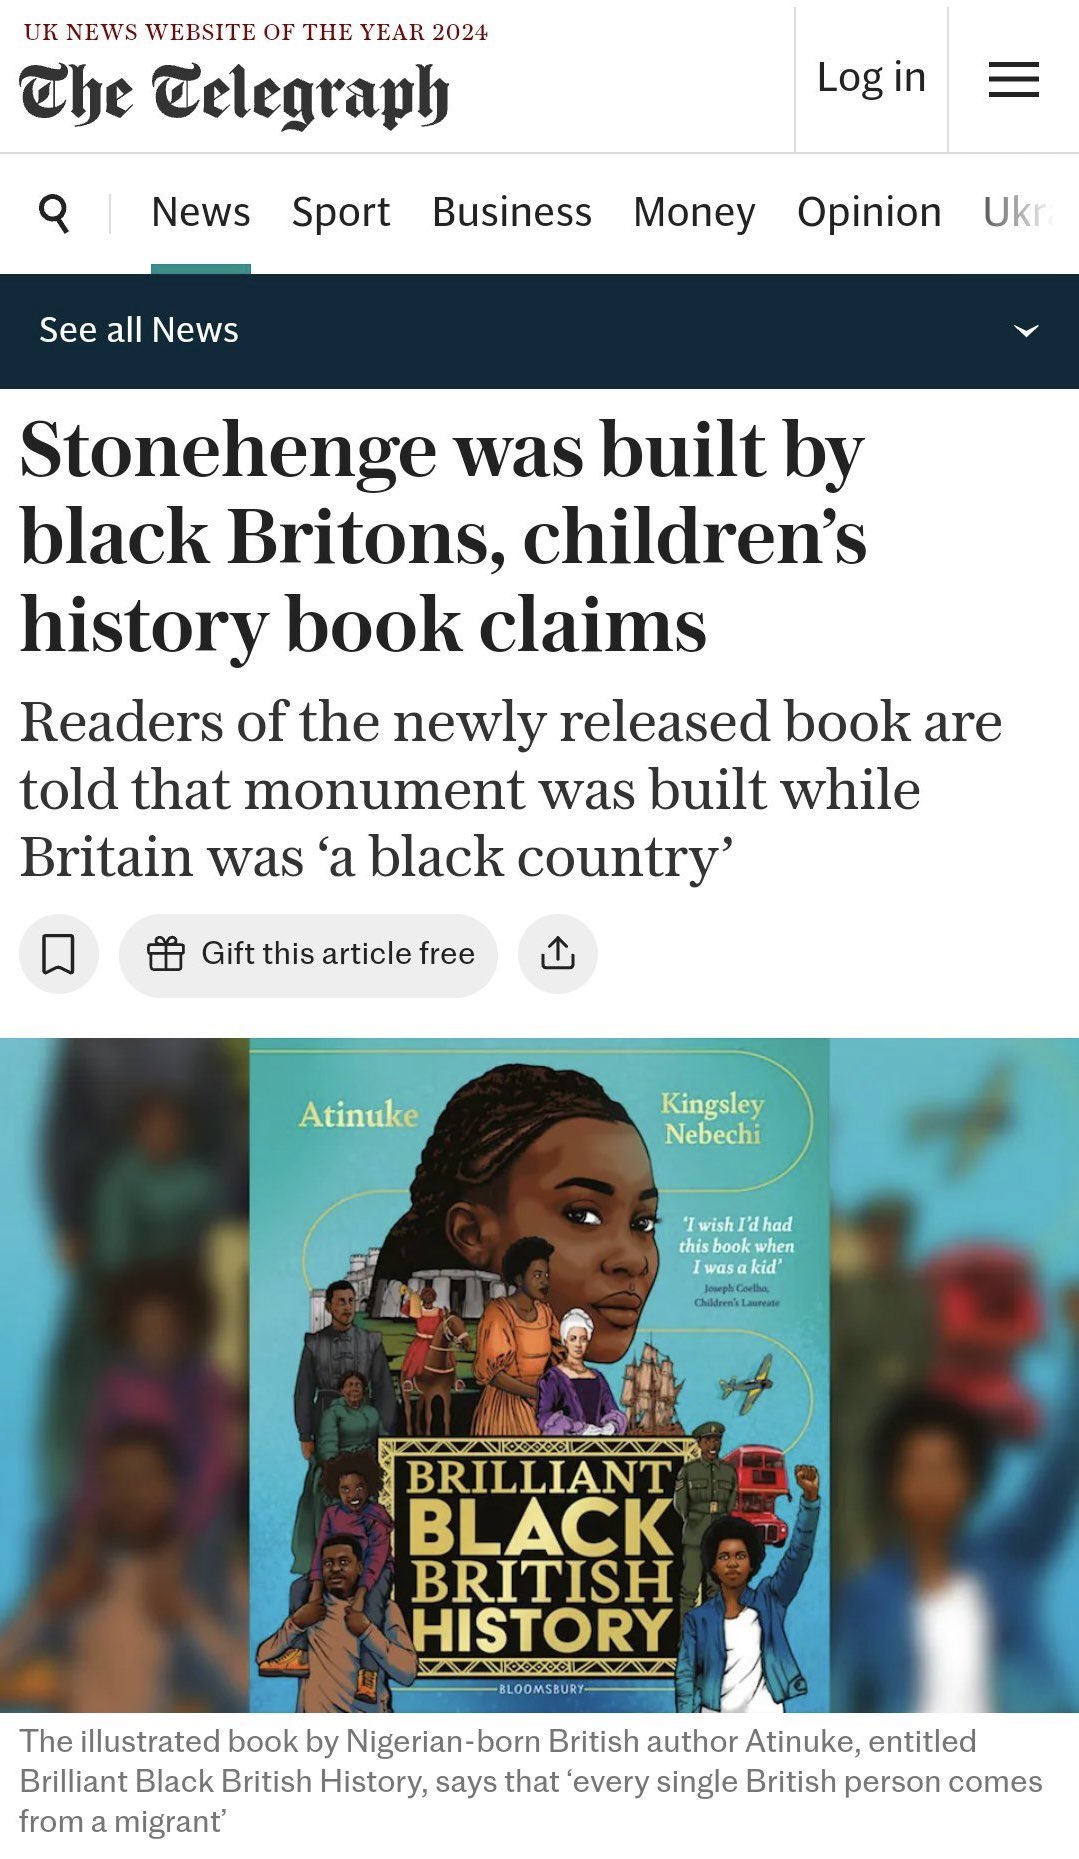 UK NEWS WEBSITE OF THE YEAR 2024
The Telegraph
Log in
News Sport Business Money Opinion Ukr
See all News
Stonehenge was built by
black Britons, children’s
history book claims
Readers of the newly released book are
told that monument was built while
Britain was ‘a black country’
Gift this article free
Atinuke
Kingsley
Nebechi
‘I wish I’d had
this book when
I was a kid’
Joseph Coelho,
Children’s Laureate
BRILLIANT
BLACK
BRITISH
HISTORY
BLOOMSBURY
The illustrated book by Nigerian-born British author Atinuke, entitled
Brilliant Black British History, says that ‘every single British person comes
from a migrant’